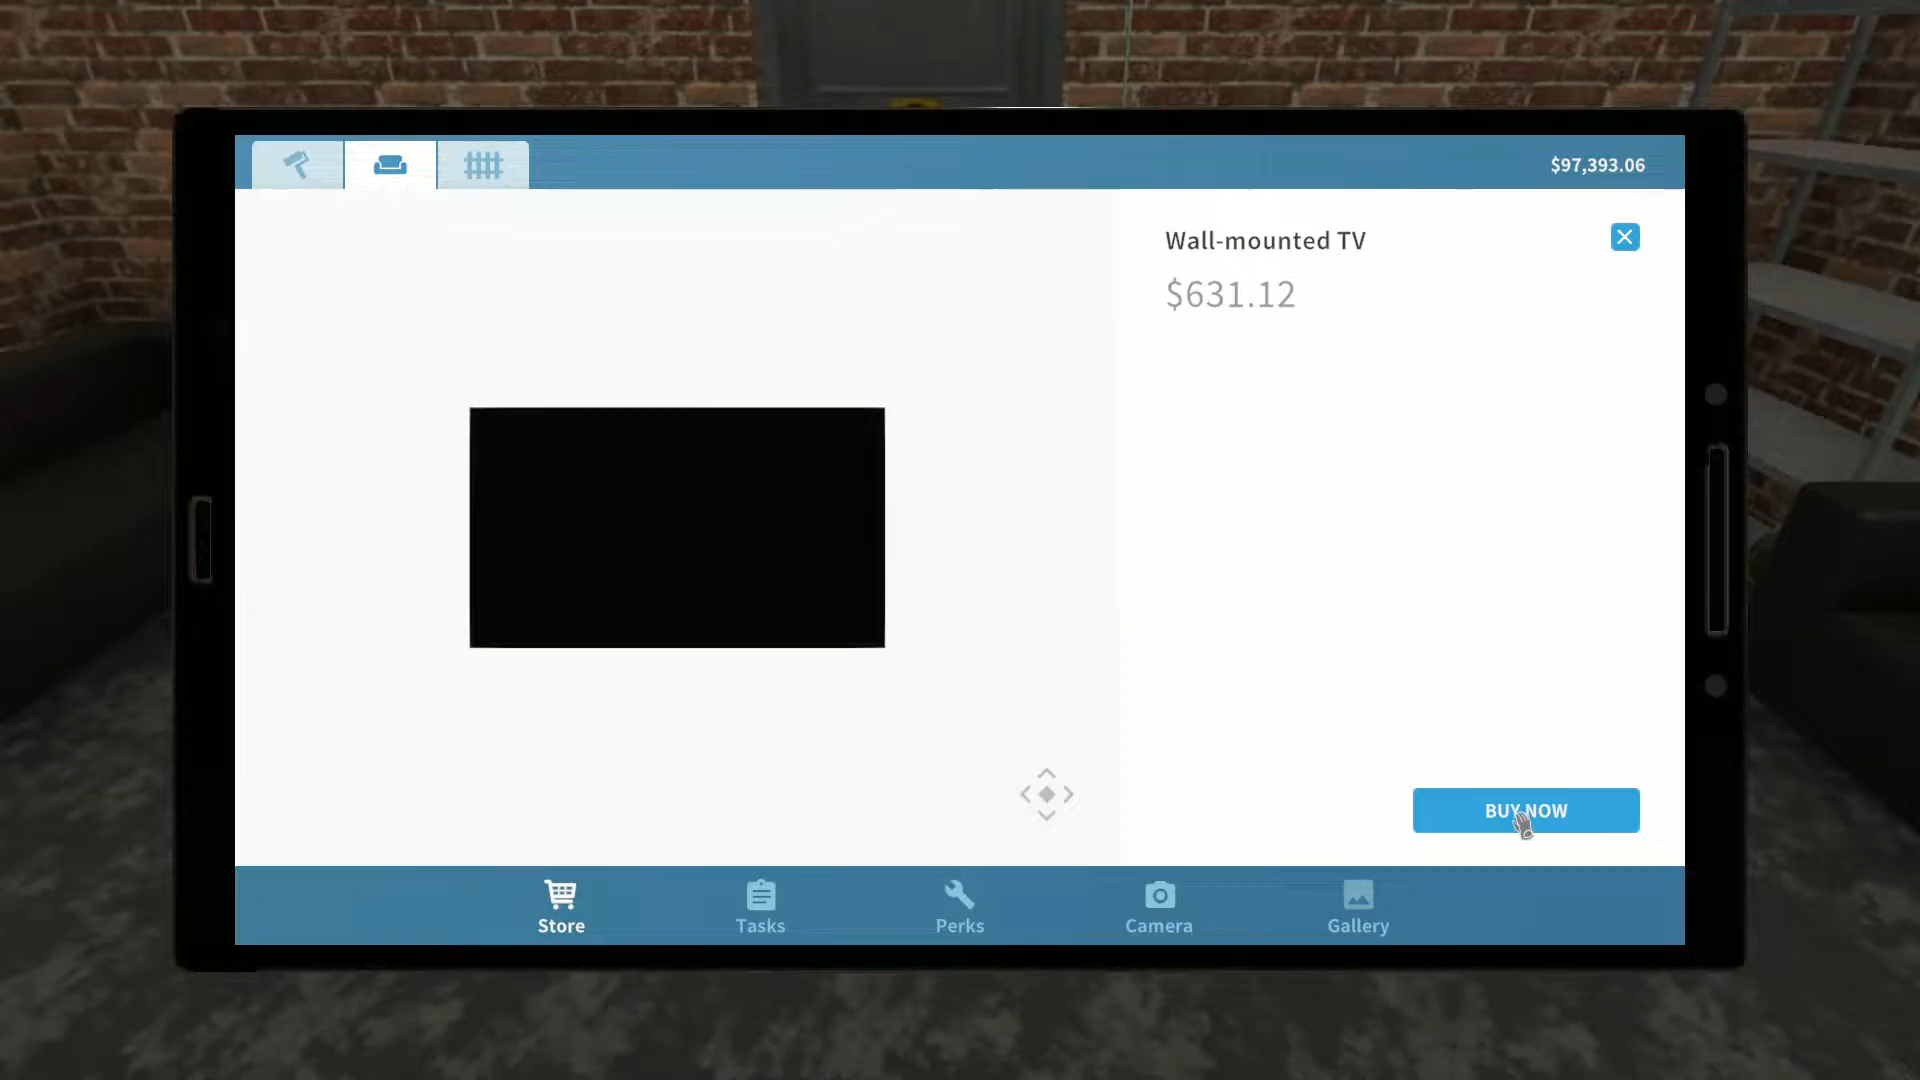 $97,393.06
Wall-mounted TV
$631.12
BUY NOW
Store
Tasks
Perks
Camera
Gallery